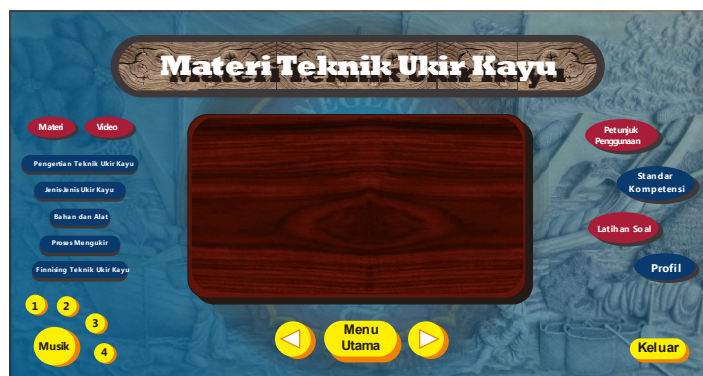 Materi Teknik Ukir Kayu
NEGERI
Materi
Video
Pengertian Teknik Ukir Kayu
Jenis-Jenis Ukir Kayu
Bahan dan Alat
Proses Mengukir
Finnising Teknik Ukir Kayu
1
2
3
4
Musik
Menu
Utama
Petunjuk
Penggunaan
Standar
Kompetensi
Latihan Soal
Profil
Keluar